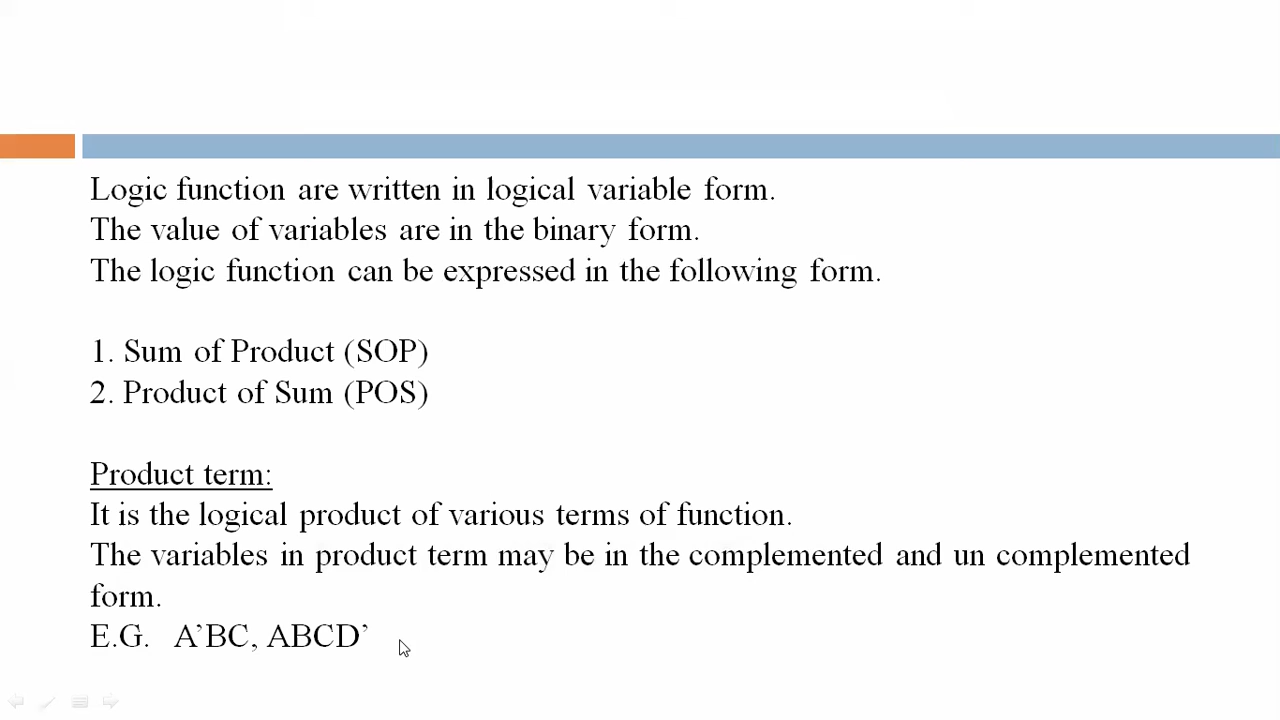 Logic function are written in logical variable form.
The value of variables are in the binary form.
The logic function can be expressed in the following form.
1. Sum of Product (SOP)
2. Product of Sum (POS)
Product term:
It is the logical product of various terms of function.
The variables in product term may be in the complemented and un complemented
form.
E.G. A’BC, ABCD’